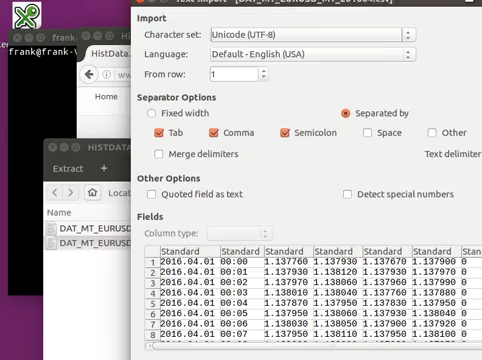 Text Import - [DAT_MT_EURUSD_M1_201604.csv]
Import
Character set: Unicode (UTF-8)
Language: Default - English (USA)
From row: 1
Separator Options
Fixed width Separated by
Tab Comma Semicolon Space Other
Merge delimiters Text delimiter
Other Options
Quoted field as text Detect special numbers
Fields
Column type:
Standard Standard Standard Standard Standard Standard Stan
1 2016.04.01 00:00 1.137760 1.137930 1.137670 1.137900 0
2 2016.04.01 00:01 1.137930 1.138120 1.137930 1.137970 0
3 2016.04.01 00:02 1.137970 1.138060 1.137960 1.137990 0
4 2016.04.01 00:03 1.138010 1.138040 1.137760 1.137880 0
5 2016.04.01 00:04 1.137870 1.137950 1.137850 1.137950 0
6 2016.04.01 00:05 1.137950 1.138060 1.137930 1.138040 0
7 2016.04.01 00:06 1.138030 1.138050 1.137900 1.137930 0
8 2016.04.01 00:07 1.137950 1.138110 1.137950 1.138100 0
frank
frank@frank-V
HistDa
Home
HISTDATA
Extract +
Locat
Name
DAT_MT_EURUSD
DAT_MT_EURUSD